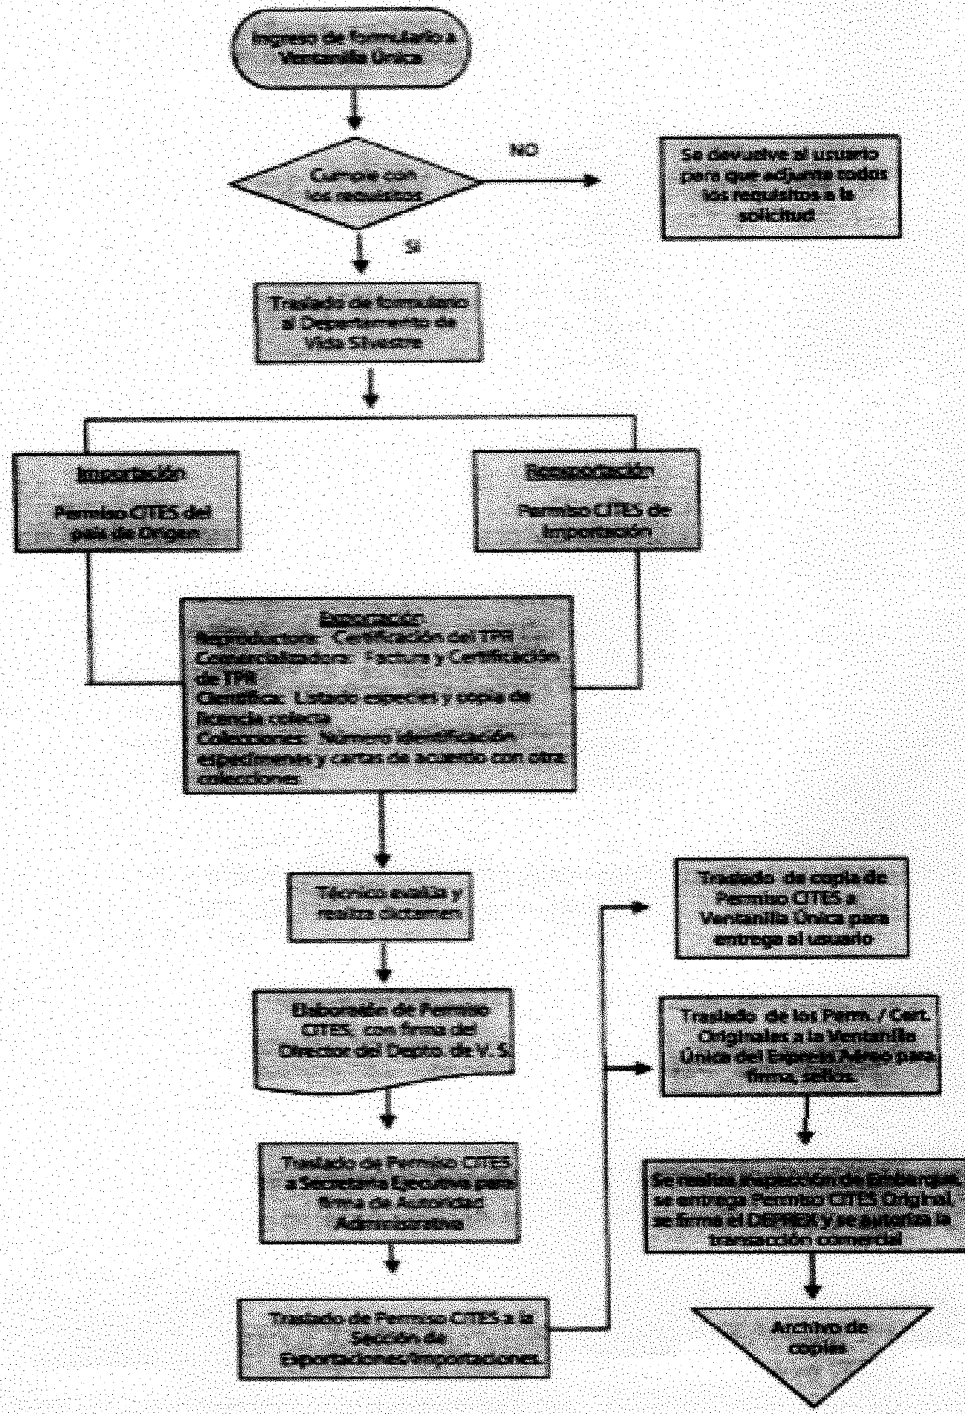 Ingreso de formulario a
Ventanilla Única
Cumple con
los requisitos
NO
Se devuelve al usuario
para que adjunte todos
los requisitos a la
solicitud
SI
Traslado de formulario
al Departamento de
Vida Silvestre
Importación
Permiso CITES del
país de Origen
Reexportación
Permiso CITES de
Importación
Exportación
Reproductora: Certificación del TPR
Comercializadora: Factura y Certificación
de TPR
Científica: Listado especies y copia de
licencia colecta
Colecciones: Número identificación
especímenes y cartas de acuerdo con otra
colecciones
Técnico evalúa y
realiza dictamen
Elaboración de Permiso
CITES, con firma del
Director del Depto. de V. S.
Traslado de Permiso CITES
a Secretaría Ejecutiva para
firma de Autoridad
Administrativa
Traslado de Permiso CITES a la
Sección de
Exportaciones/Importaciones.
Traslado de copia de
Permiso CITES a
Ventanilla Única para
entrega al usuario
Traslado de los Perm. / Cert.
Originales a la Ventanilla
Única del Express Aéreo para
firma, sellos.
Se realiza inspección de Embarque,
se entrega Permiso CITES Original,
se firma el DEPREX y se autoriza la
transacción comercial
Archivo de
copias